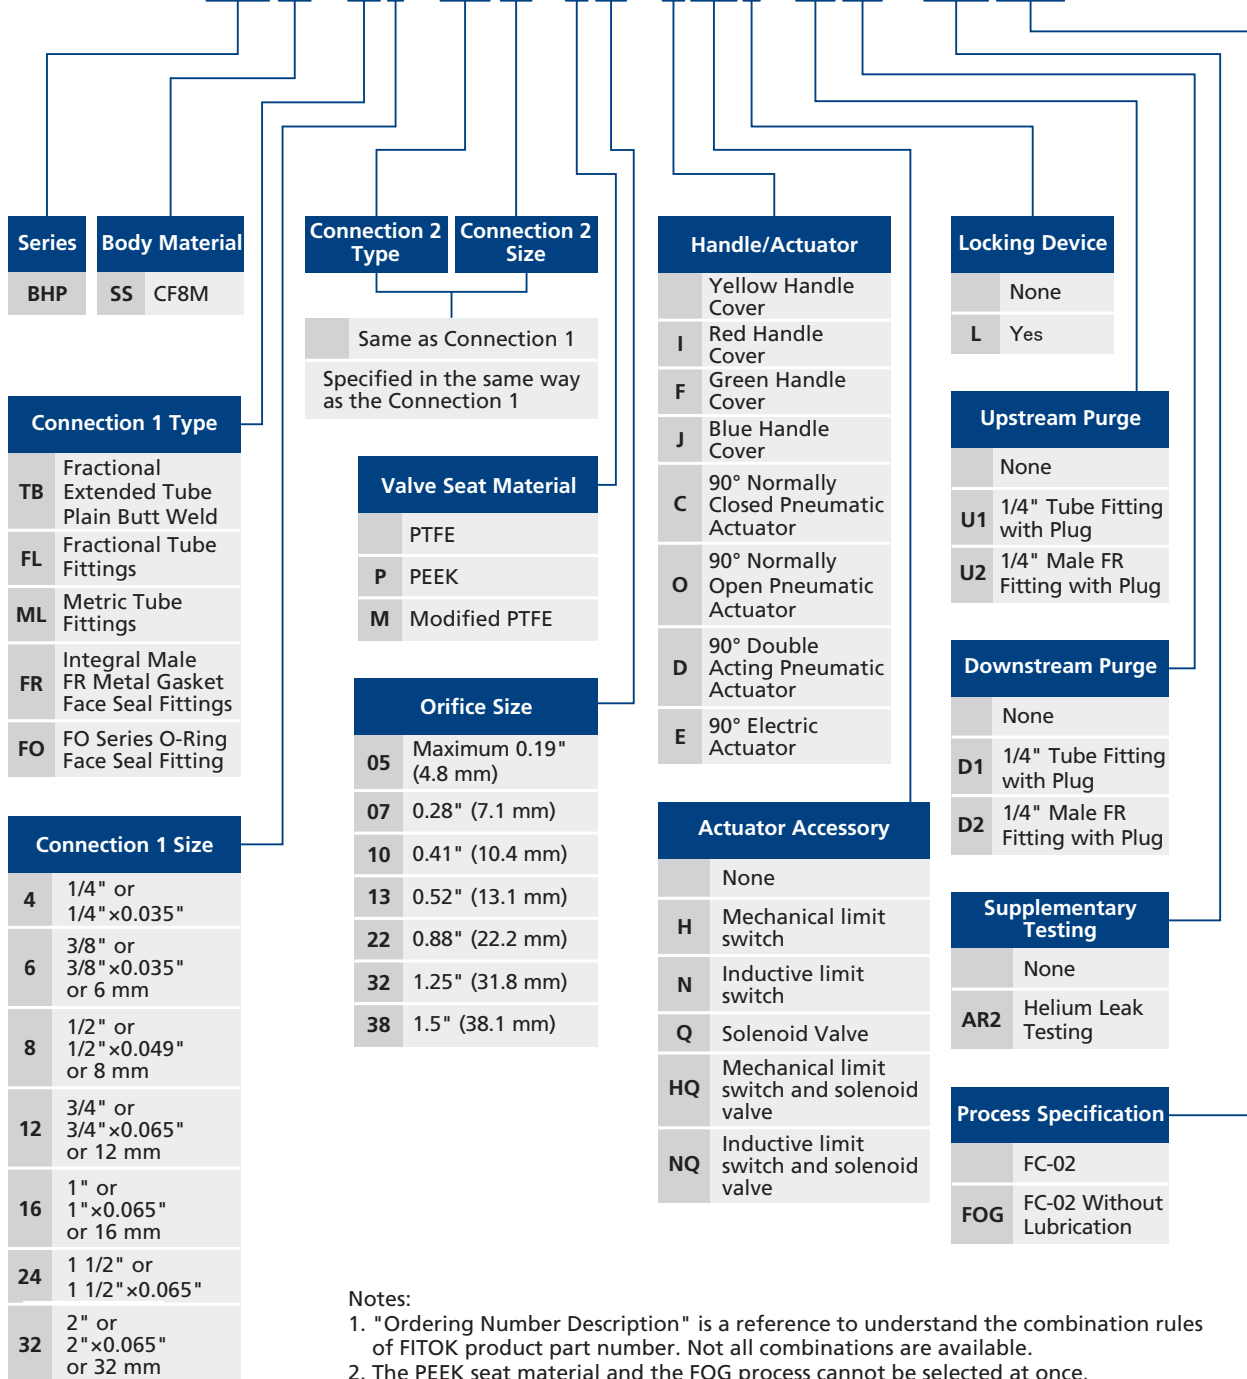 Series
BHP
Body Material
SS CF8M
Connection 1 Type
TB Fractional
Extended Tube
Plain Butt Weld
FL Fractional Tube
Fittings
ML Metric Tube
Fittings
FR Integral Male
FR Metal Gasket
Face Seal Fittings
FO FO Series O-Ring
Face Seal Fitting
Connection 1 Size
4 1/4" or
1/4"×0.035"
6 3/8" or
3/8"×0.035"
or 6 mm
8 1/2" or
1/2"×0.049"
or 8 mm
12 3/4" or
3/4"×0.065"
or 12 mm
16 1" or
1"×0.065"
or 16 mm
24 1 1/2" or
1 1/2"×0.065"
32 2" or
2"×0.065"
or 32 mm
Connection 2
Type
Connection 2
Size
Same as Connection 1
Specified in the same way
as the Connection 1
Valve Seat Material
PTFE
P PEEK
M Modified PTFE
Orifice Size
05 Maximum 0.19"
(4.8 mm)
07 0.28" (7.1 mm)
10 0.41" (10.4 mm)
13 0.52" (13.1 mm)
22 0.88" (22.2 mm)
32 1.25" (31.8 mm)
38 1.5" (38.1 mm)
Handle/Actuator
Yellow Handle
Cover
I Red Handle
Cover
F Green Handle
Cover
J Blue Handle
Cover
C 90° Normally
Closed Pneumatic
Actuator
O 90° Normally
Open Pneumatic
Actuator
D 90° Double
Acting Pneumatic
Actuator
E 90° Electric
Actuator
Actuator Accessory
None
H Mechanical limit
switch
N Inductive limit
switch
Q Solenoid Valve
HQ Mechanical limit
switch and solenoid
valve
NQ Inductive limit
switch and solenoid
valve
Locking Device
None
L Yes
Upstream Purge
None
U1 1/4" Tube Fitting
with Plug
U2 1/4" Male FR
Fitting with Plug
Downstream Purge
None
D1 1/4" Tube Fitting
with Plug
D2 1/4" Male FR
Fitting with Plug
Supplementary
Testing
None
AR2 Helium Leak
Testing
Process Specification
FC-02
FOG FC-02 Without
Lubrication
Notes:
1. "Ordering Number Description" is a reference to understand the combination rules
of FITOK product part number. Not all combinations are available.
2. The PEEK seat material and the FOG process cannot be selected at once.